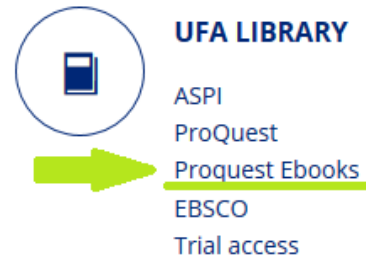 UFA LIBRARY
ASPI
ProQuest
Proquest Ebooks
EBSCO
Trial access